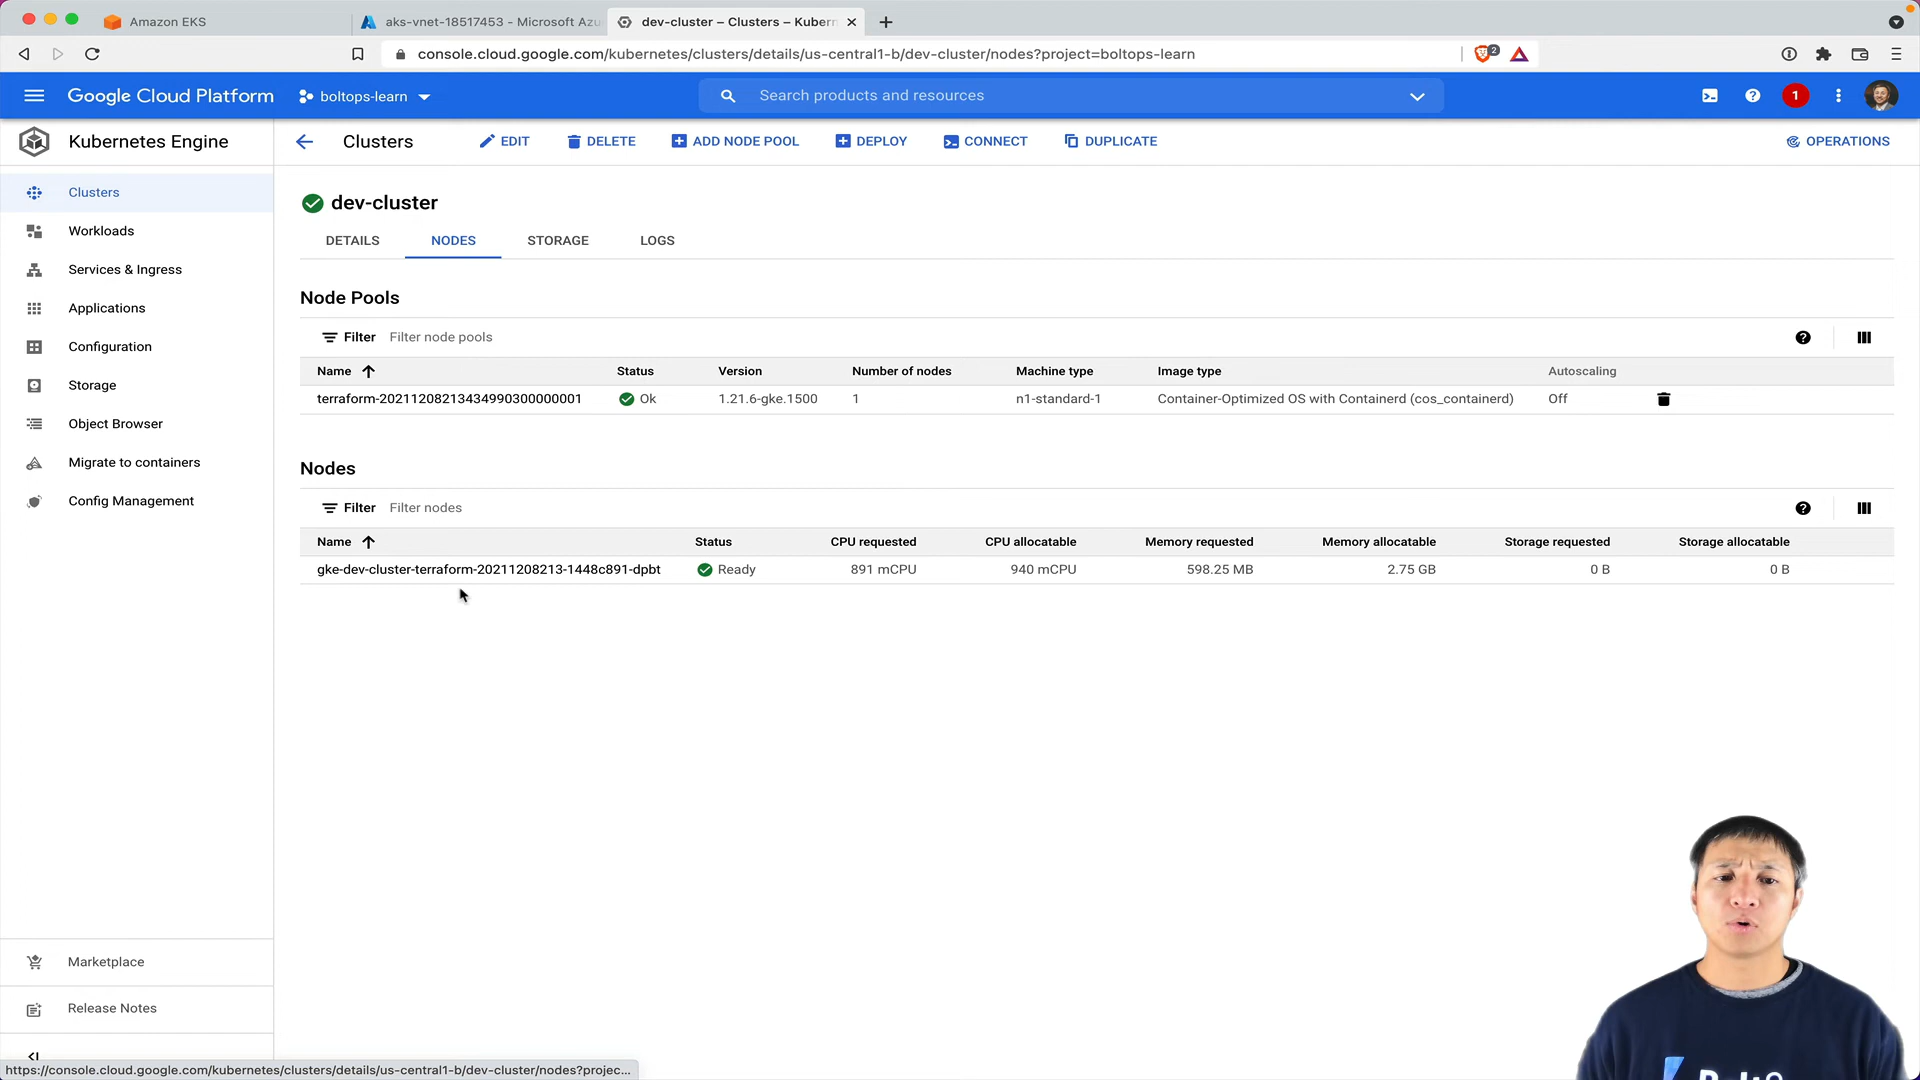 Amazon EKS
aks-vnet-18517453 - Microsoft Azu
dev-cluster – Clusters – Kubern
console.cloud.google.com/kubernetes/clusters/details/us-central1-b/dev-cluster/nodes?project=boltops-learn
2
Google Cloud Platform
boltops-learn
Search products and resources
1
Kubernetes Engine
Clusters
EDIT
DELETE
ADD NODE POOL
DEPLOY
CONNECT
DUPLICATE
OPERATIONS
Clusters
Workloads
Services & Ingress
Applications
Configuration
Storage
Object Browser
Migrate to containers
Config Management
Marketplace
Release Notes
dev-cluster
DETAILS NODES STORAGE LOGS
Node Pools
Filter Filter node pools
Name Status Version Number of nodes Machine type Image type Autoscaling
terraform-20211208213434990300000001 Ok 1.21.6-gke.1500 1 n1-standard-1 Container-Optimized OS with Containerd (cos_containerd) Off
Nodes
Filter Filter nodes
Name Status CPU requested CPU allocatable Memory requested Memory allocatable Storage requested Storage allocatable
gke-dev-cluster-terraform-20211208213-1448c891-dpbt Ready 891 mCPU 940 mCPU 598.25 MB 2.75 GB 0 B 0 B
https://console.cloud.google.com/kubernetes/clusters/details/us-central1-b/dev-cluster/nodes?projec...